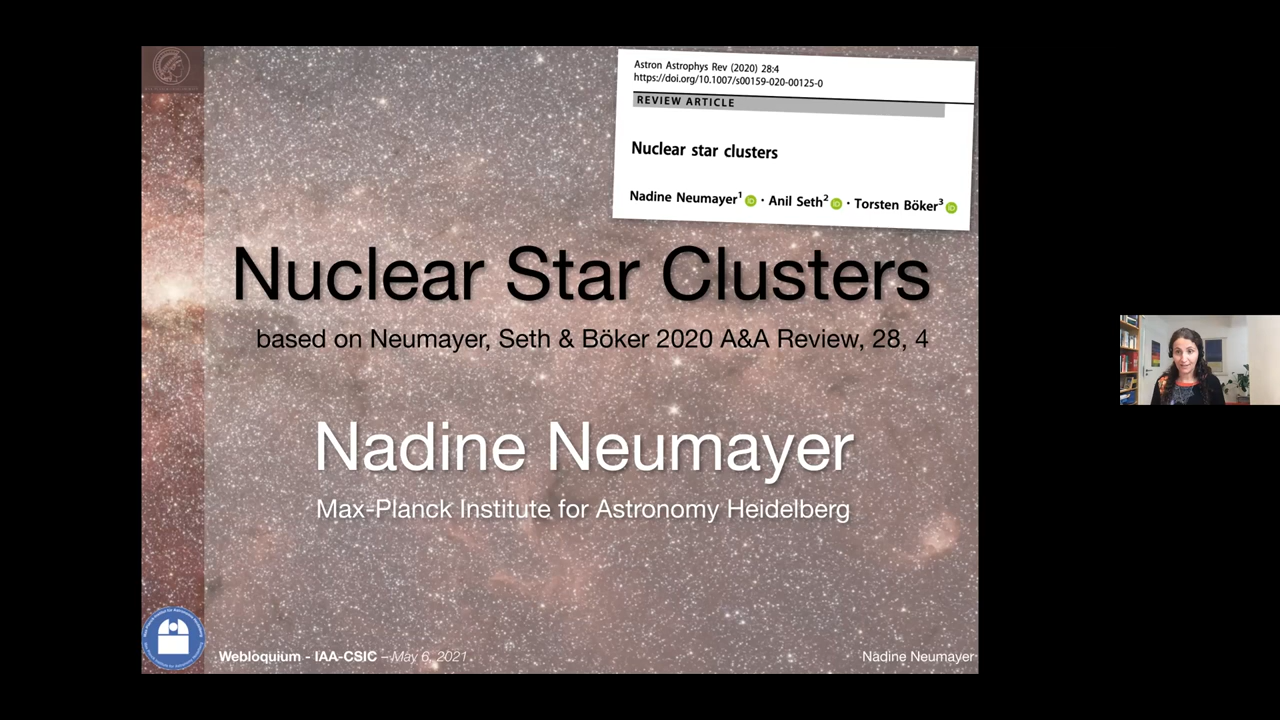 Astron Astrophys Rev (2020) 28:4
https://doi.org/10.1007/s00159-020-00125-0
REVIEW ARTICLE
Nuclear star clusters
Nadine Neumayer1 · Anil Seth2 · Torsten Böker3
Nuclear Star Clusters
based on Neumayer, Seth & Böker 2020 A&A Review, 28, 4
Nadine Neumayer
Max-Planck Institute for Astronomy Heidelberg
Webloquium - IAA-CSIC – May 6, 2021
Nadine Neumayer